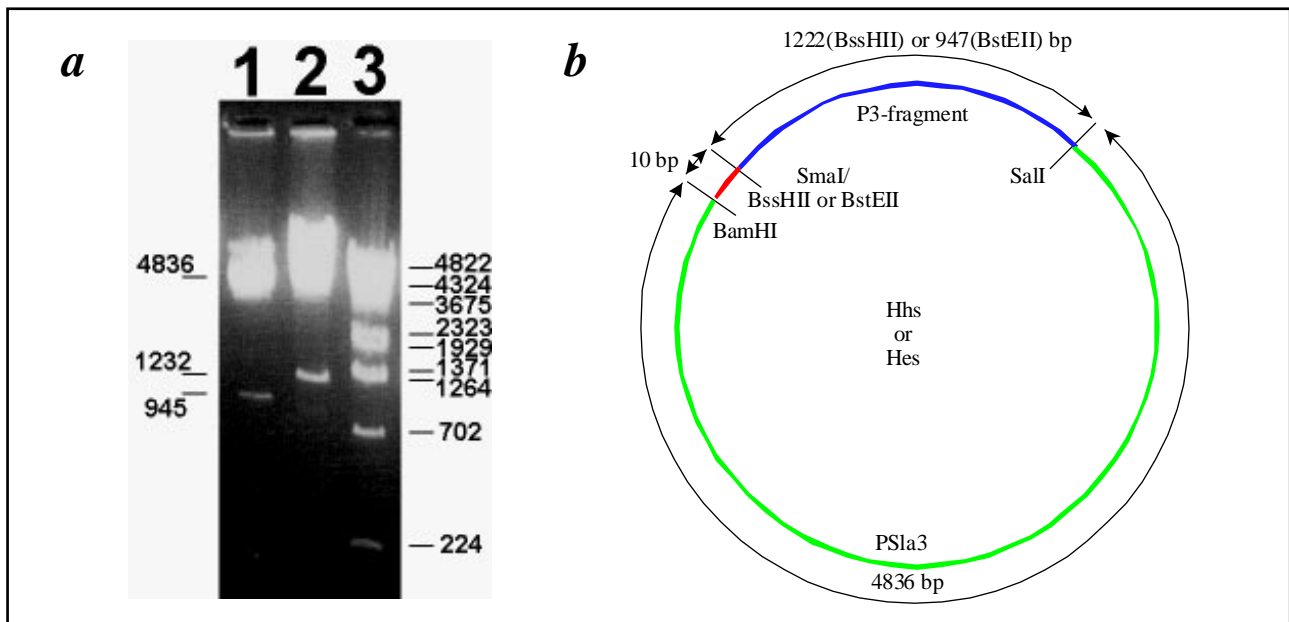 a
1 2 3
4836
1232
945
4822
4324
3675
2323
1929
1371
1264
702
224
b
1222(BssHII) or 947(BstEII) bp
P3-fragment
10 bp
SmaI/
BssHII or BstEII
SalI
BamHI
Hhs
or
Hes
PSla3
4836 bp